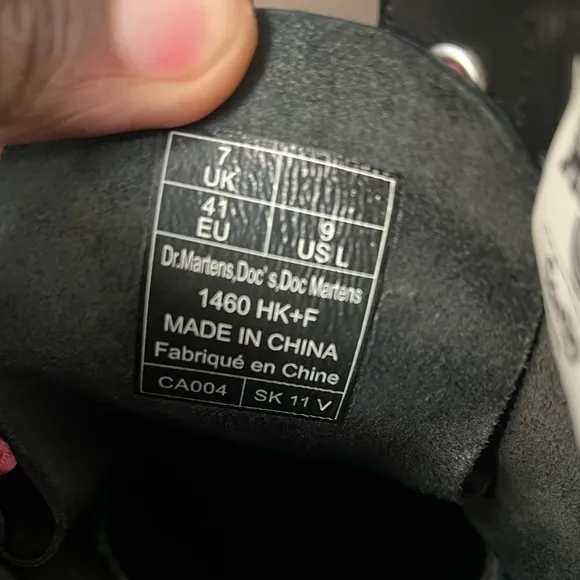 7
UK
41
EU
9
US L
Dr.Martens,Doc's,Doc Martens
1460 HK+F
MADE IN CHINA
Fabriqué en Chine
CA004
SK 11 V